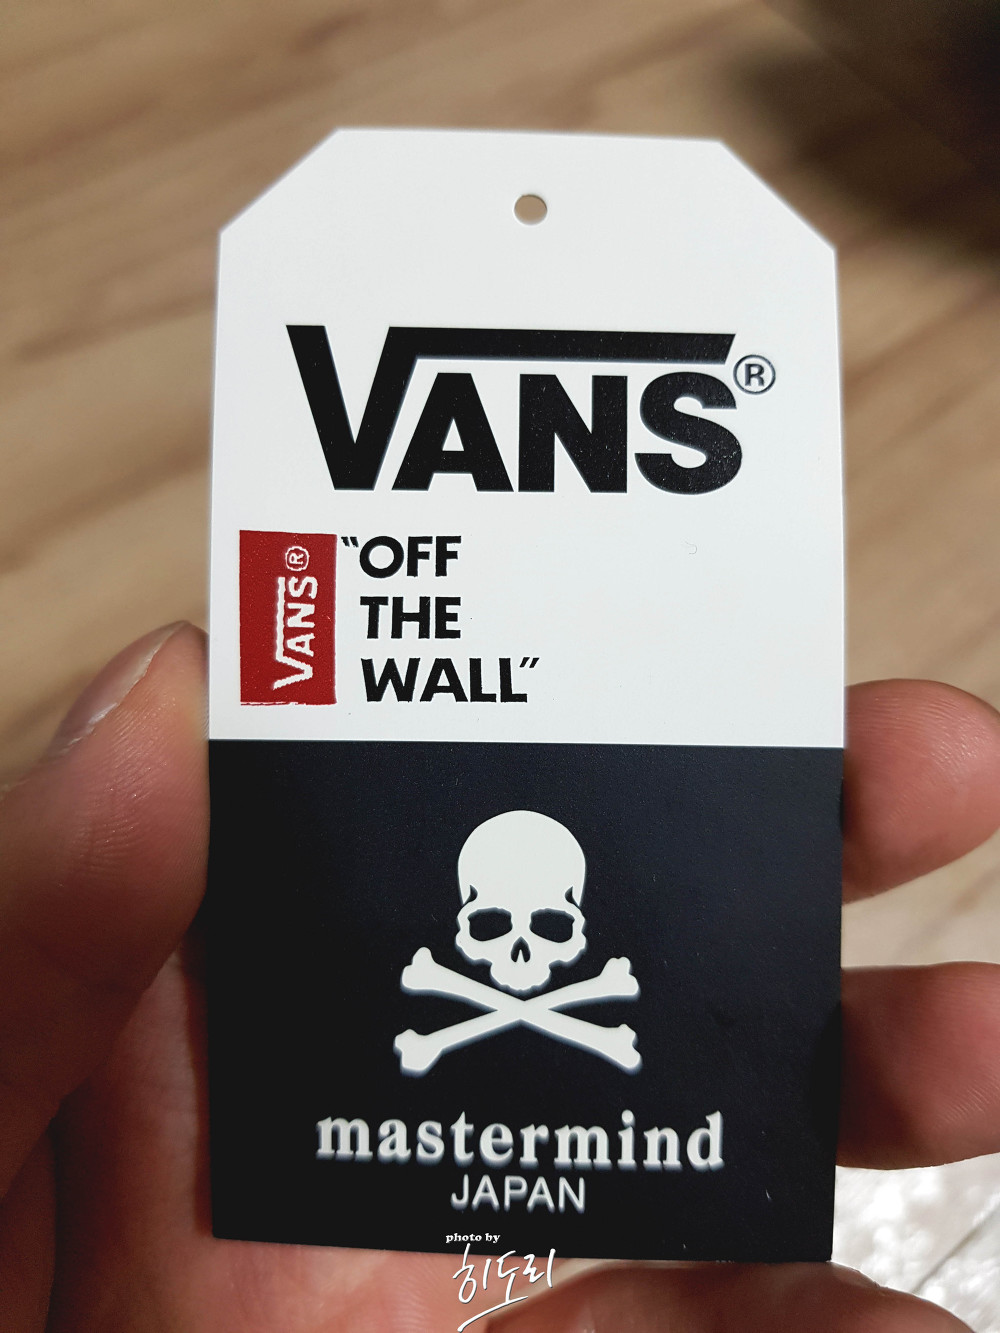 VANS®
VANS®
"OFF
THE
WALL"
mastermind
JAPAN
photo by
히도리